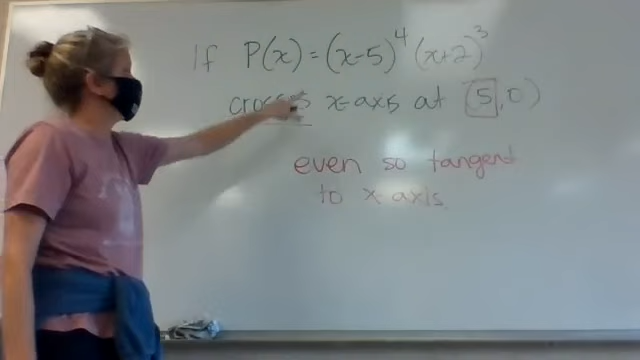 If P(x) = (x-5)⁴ (x+2)³
crosses x-axis at (5, 0)
even so tangent
to x axis.